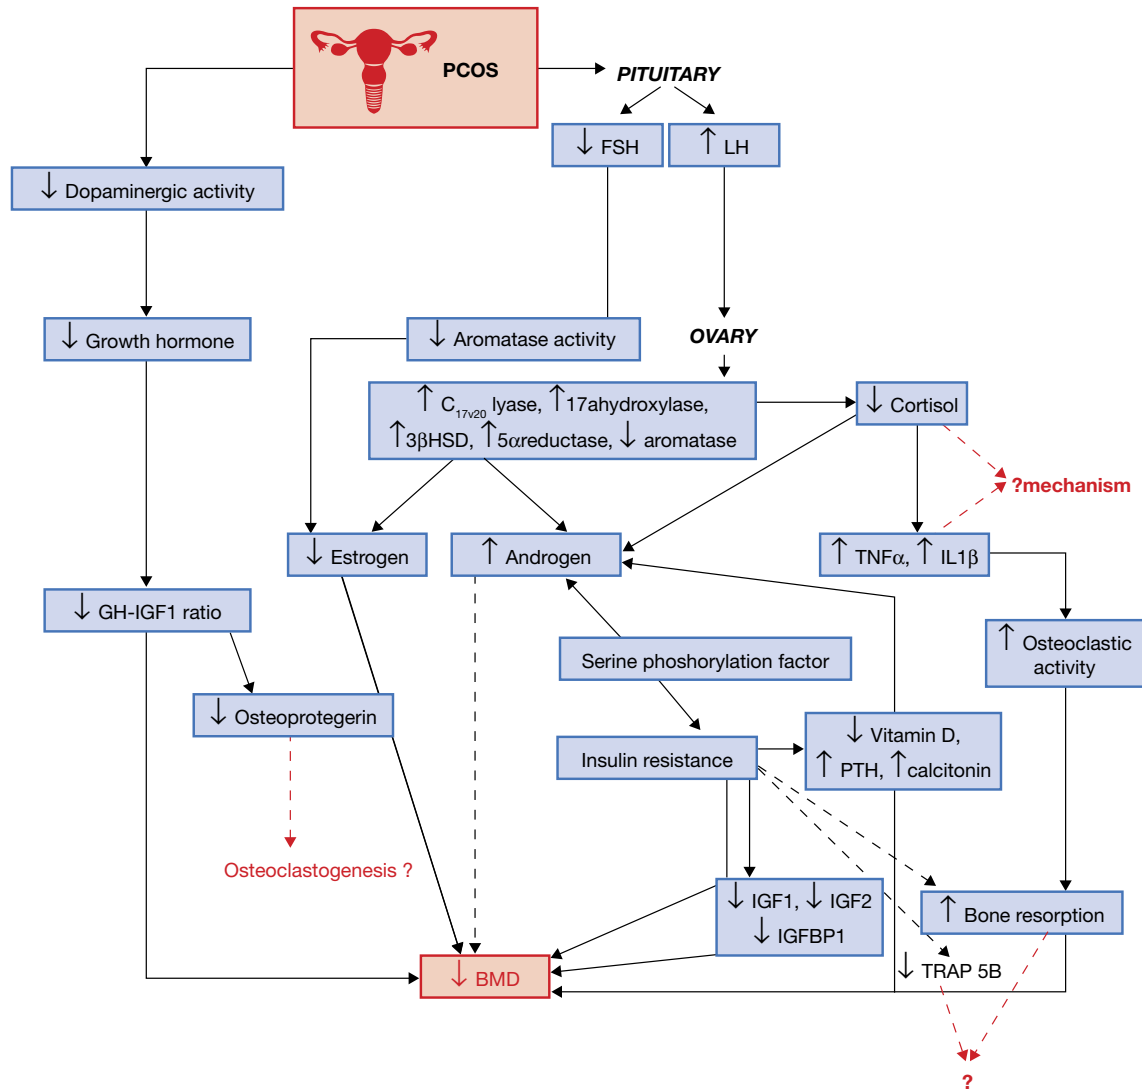 PCOS
PITUITARY
↓ FSH
↑ LH
↓ Dopaminergic activity
↓ Growth hormone
↓ Aromatase activity
OVARY
↑ C17v20 lyase, ↑17ahydroxylase,
↑3βHSD, ↑5αreductase, ↓ aromatase
↓ Cortisol
?mechanism
↓ Estrogen
↑ Androgen
↑ TNFα, ↑ IL1β
↓ GH-IGF1 ratio
↑ Osteoclastic
activity
Serine phoshorylation factor
↓ Osteoprotegerin
Insulin resistance
↓ Vitamin D,
↑ PTH, ↑calcitonin
Osteoclastogenesis ?
↓ IGF1, ↓ IGF2
↓ IGFBP1
↑ Bone resorption
↓ BMD
↓ TRAP 5B
?